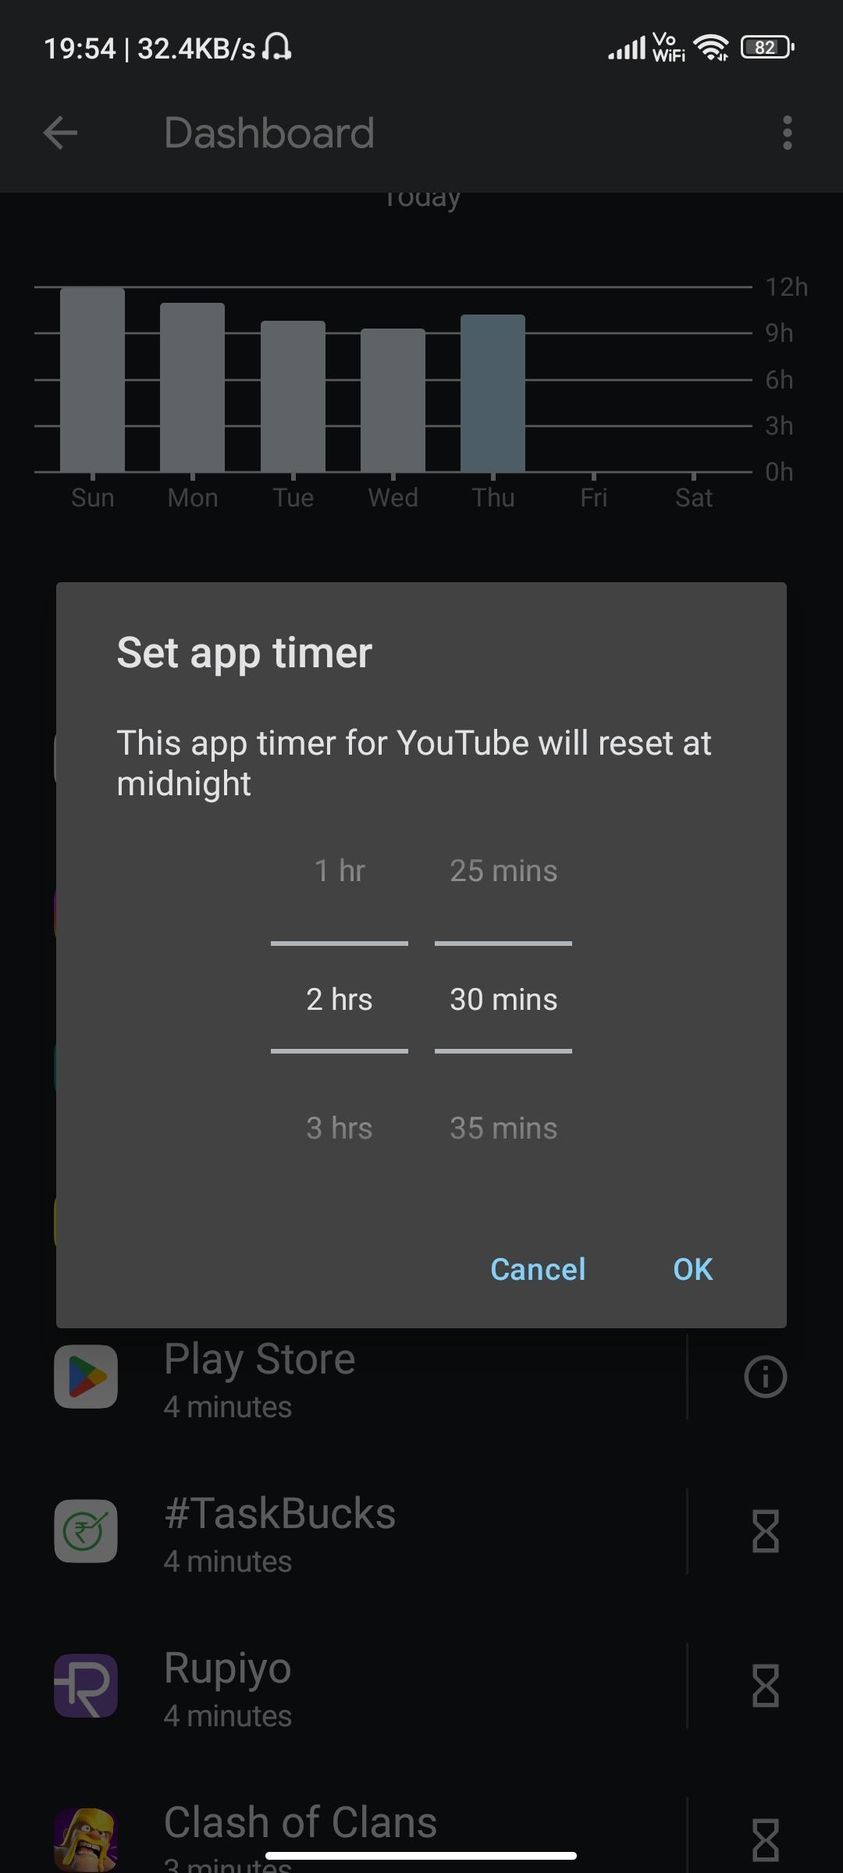 19:54 | 32.4KB/s
Vo
WiFi
82
Dashboard
Today
12h
9h
6h
3h
0h
Sun Mon Tue Wed Thu Fri Sat
Set app timer
This app timer for YouTube will reset at
midnight
1 hr 25 mins
2 hrs 30 mins
3 hrs 35 mins
Cancel OK
Play Store
4 minutes
#TaskBucks
4 minutes
Rupiyo
4 minutes
Clash of Clans
3 minutes